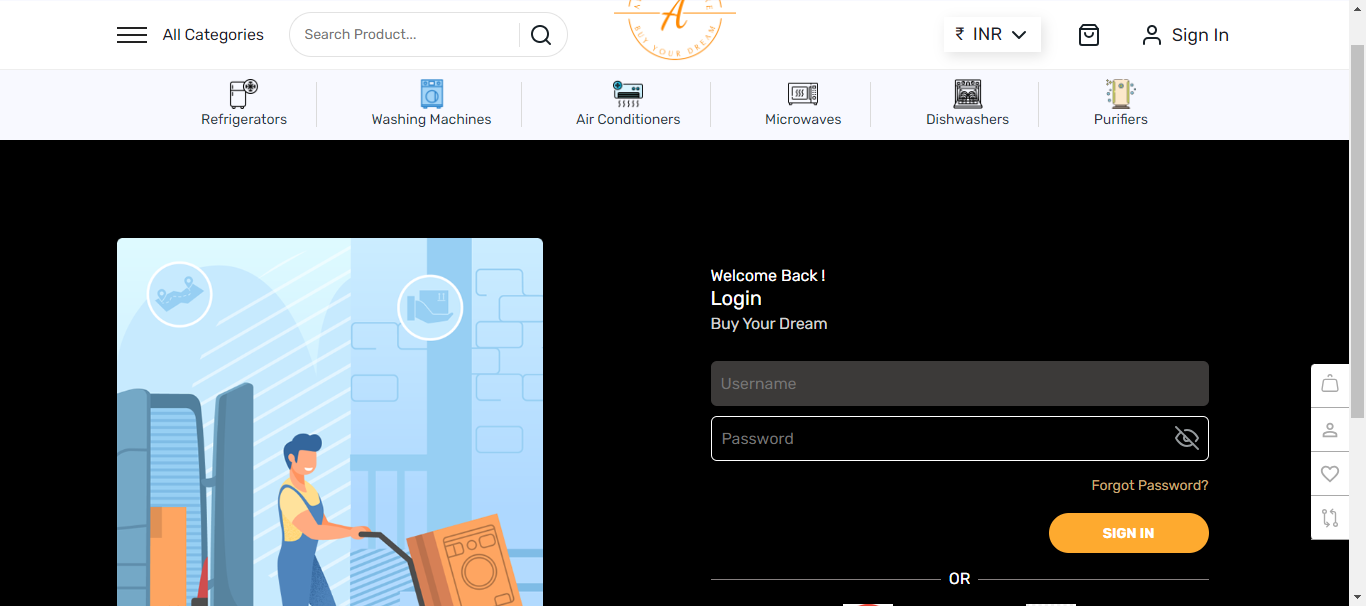 All Categories
Search Product...
A
BUY YOUR DREAM
₹ INR
Sign In
Refrigerators
Washing Machines
Air Conditioners
Microwaves
Dishwashers
Purifiers
Welcome Back !
Login
Buy Your Dream
Username
Password
Forgot Password?
SIGN IN
OR